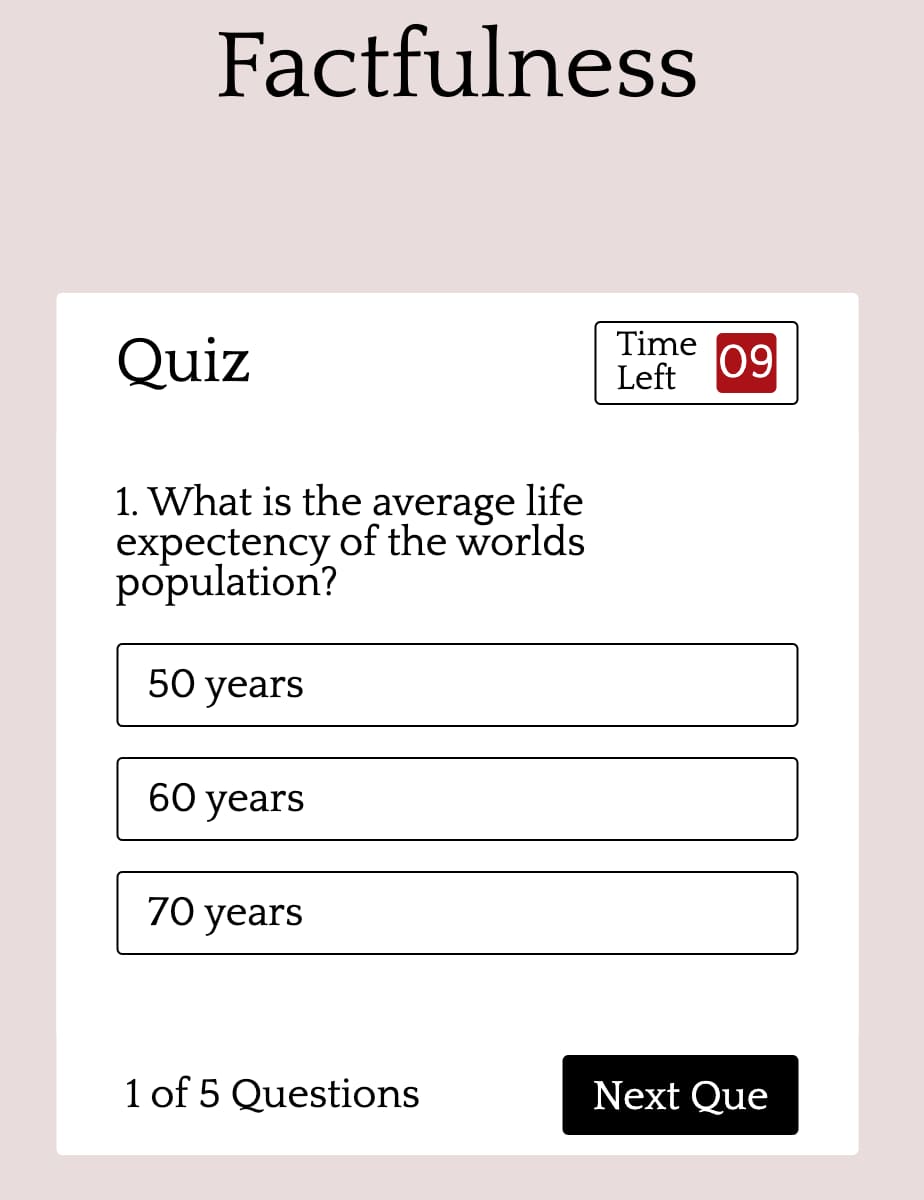 Factfulness
Quiz
Time
Left
09
1. What is the average life
expectency of the worlds
population?
50 years
60 years
70 years
1 of 5 Questions
Next Que